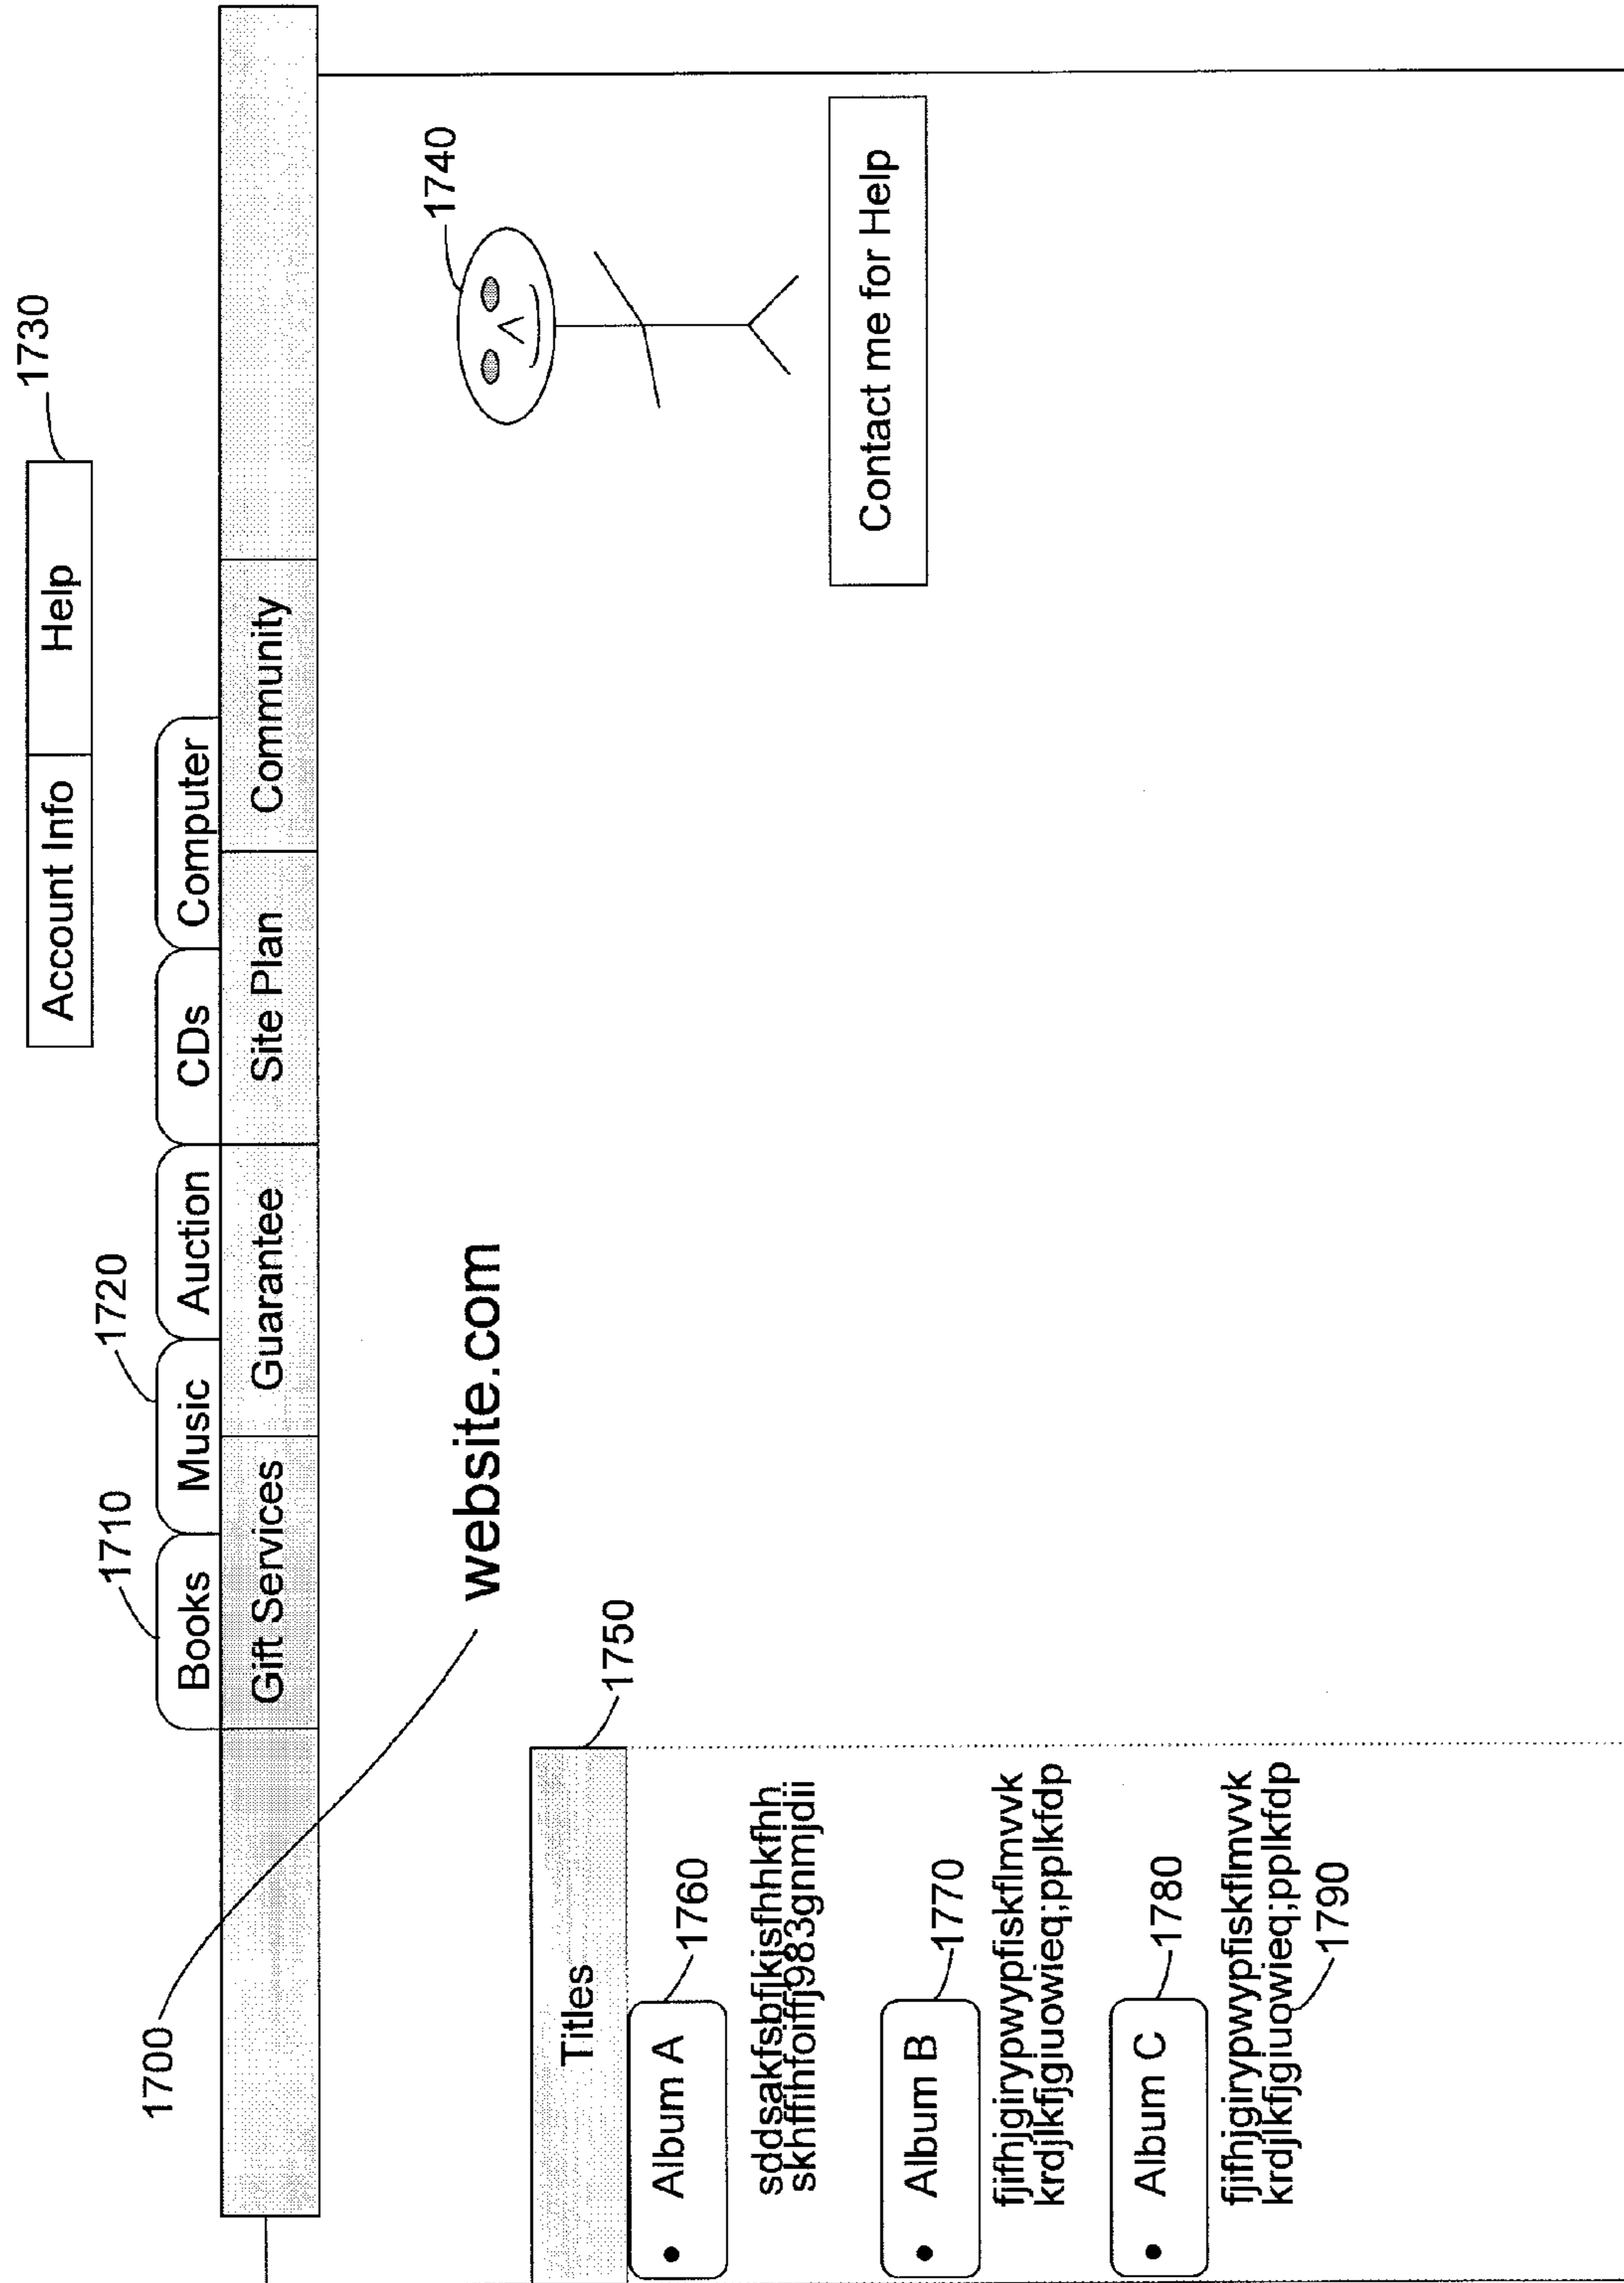 1730
Account Info Help
1710 1720
Books Music Auction CDs Computer
Gift Services Guarantee Site Plan Community
1700
website.com
1740
Contact me for Help
1750
Titles
• Album A
1760
sddsakfsbfjkjsfhhkfhh
skhffihfoiffj983gnmjdii
• Album B
1770
fjifhjgirypwypfiskflmvvk
krdjlkfjgiuowieq;pplkfdp
• Album C
1780
fjifhjgirypwypfiskflmvvk
krdjlkfjgiuowieq;pplkfdp
1790